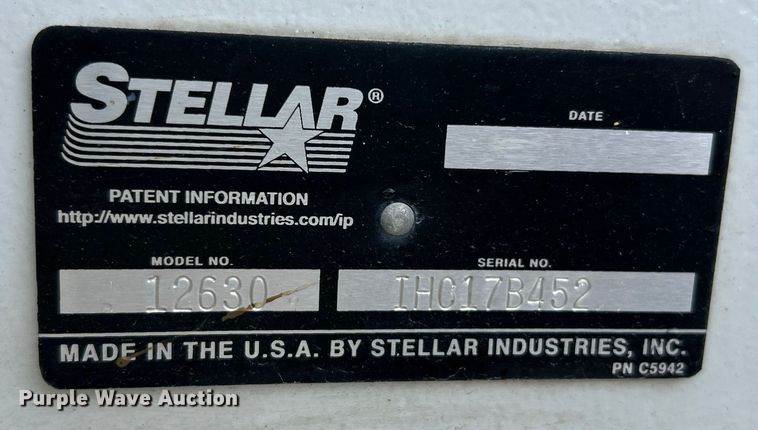 STELLAR®
DATE
PATENT INFORMATION
http://www.stellarindustries.com/ip
MODEL NO.
SERIAL NO.
12630
IHC17B452
MADE IN THE U.S.A. BY STELLAR INDUSTRIES, INC.
PN C5942
Purple Wave Auction